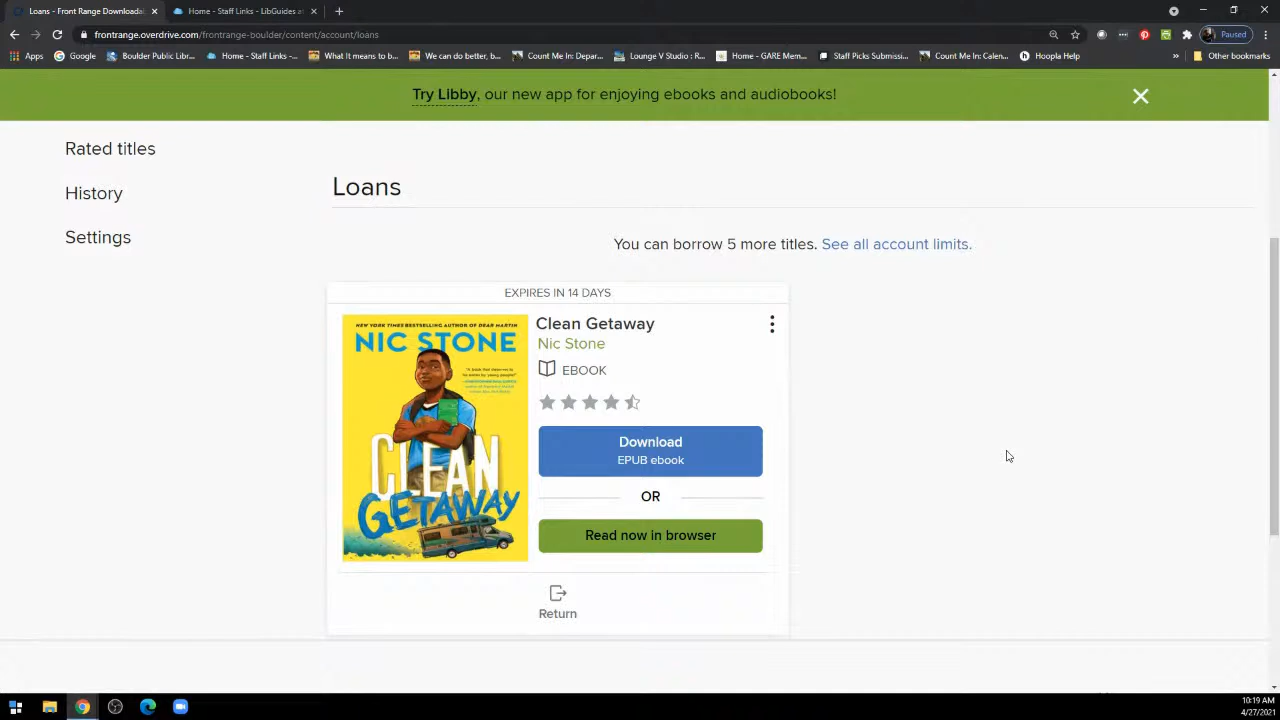 Loans - Front Range Downloadab
Home - Staff Links - LibGuides at
frontrange.overdrive.com/frontrange-boulder/content/account/loans
Paused
Apps
Google
Boulder Public Libr...
Home - Staff Links -...
What it means to b...
We can do better, b...
Count Me In: Depar...
Lounge V Studio : R...
Home - GARE Mem...
Staff Picks Submissi...
Count Me In: Calen...
Hoopla Help
»
Other bookmarks
Try Libby, our new app for enjoying ebooks and audiobooks!
Rated titles
History
Settings
Loans
You can borrow 5 more titles. See all account limits.
EXPIRES IN 14 DAYS
NEW YORK TIMES BESTSELLING AUTHOR OF DEAR MARTIN
NIC STONE
CLEAN
GETAWAY
Clean Getaway
Nic Stone
EBOOK
Download
EPUB ebook
OR
Read now in browser
Return
10:19 AM
4/27/2021